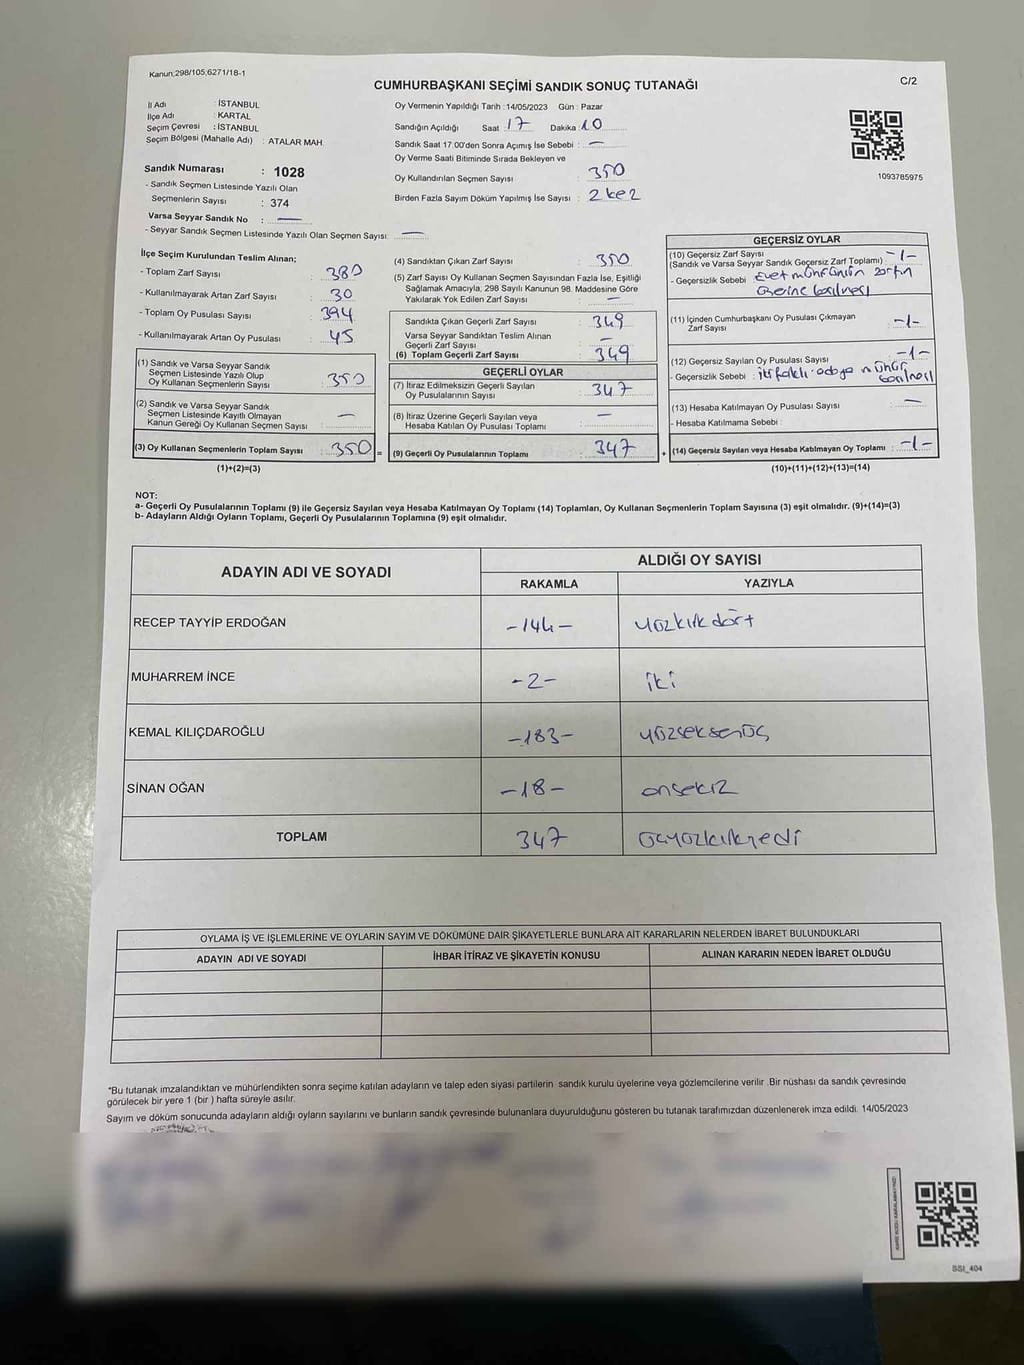 Kanun:298/105;6271/18-1
CUMHURBAŞKANI SEÇİMİ SANDIK SONUÇ TUTANAĞI
C/2
İl Adı : İSTANBUL
İlçe Adı : KARTAL
Seçim Çevresi : İSTANBUL
Seçim Bölgesi (Mahalle Adı) : ATALAR MAH.
Sandık Numarası : 1028
- Sandık Seçmen Listesinde Yazılı Olan
Seçmenlerin Sayısı : 374
Varsa Seyyar Sandık No : —
- Seyyar Sandık Seçmen Listesinde Yazılı Olan Seçmen Sayısı: —
Oy Vermenin Yapıldığı Tarih : 14/05/2023 Gün : Pazar
Sandığın Açıldığı Saat 17 Dakika : 10
Sandık Saat 17.00'den Sonra Açımış İse Sebebi : —
Oy Verme Saati Bitiminde Sırada Bekleyen ve
Oy Kullandırılan Seçmen Sayısı : 350
Birden Fazla Sayım Döküm Yapılmış İse Sayısı : 2 kez
1093785975
İlçe Seçim Kurulundan Teslim Alınan;
- Toplam Zarf Sayısı : 380
- Kullanılmayarak Artan Zarf Sayısı : 30
- Toplam Oy Pusulası Sayısı : 394
- Kullanılmayarak Artan Oy Pusulası : 45
(1) Sandık ve Varsa Seyyar Sandık
Seçmen Listesinde Yazılı Olup
Oy Kullanan Seçmenlerin Sayısı : 350
(2) Sandık ve Varsa Seyyar Sandık
Seçmen Listesinde Kayıtlı Olmayan
Kanun Gereği Oy Kullanan Seçmen Sayısı : —
(3) Oy Kullanan Seçmenlerin Toplam Sayısı : 350 =
(1)+(2)=(3)
(4) Sandıktan Çıkan Zarf Sayısı : 350
(5) Zarf Sayısı Oy Kullanan Seçmen Sayısından Fazla İse, Eşitliği
Sağlamak Amacıyla, 298 Sayılı Kanunun 98. Maddesine Göre
Yakılarak Yok Edilen Zarf Sayısı : —
Sandıkta Çıkan Geçerli Zarf Sayısı : 349
Varsa Seyyar Sandıktan Teslim Alınan
Geçerli Zarf Sayısı : —
(6) Toplam Geçerli Zarf Sayısı : 349
GEÇERLİ OYLAR
(7) İtiraz Edilmeksizin Geçerli Sayılan
Oy Pusulalarının Sayısı : 347
(8) İtiraz Üzerine Geçerli Sayılan veya
Hesaba Katılan Oy Pusulası Toplamı : —
(9) Geçerli Oy Pusulalarının Toplamı : 347 +
GEÇERSİZ OYLAR
(10) Geçersiz Zarf Sayısı
(Sandık ve Varsa Seyyar Sandık Geçersiz Zarf Toplamı) : -1-
- Geçersizlik Sebebi : Evet mührünün zarfın
üzerine basılması
(11) İçinden Cumhurbaşkanı Oy Pusulası Çıkmayan
Zarf Sayısı : -1-
(12) Geçersiz Sayılan Oy Pusulası Sayısı : -1-
- Geçersizlik Sebebi : iki farklı adaya mühür
basılması
(13) Hesaba Katılmayan Oy Pusulası Sayısı : —
- Hesaba Katılmama Sebebi :
(14) Geçersiz Sayılan veya Hesaba Katılmayan Oy Toplamı : -1-
(10)+(11)+(12)+(13)=(14)
NOT:
a- Geçerli Oy Pusulalarının Toplamı (9) ile Geçersiz Sayılan veya Hesaba Katılmayan Oy Toplamı (14) Toplamları, Oy Kullanan Seçmenlerin Toplam Sayısına (3) eşit olmalıdır. (9)+(14)=(3)
b- Adayların Aldığı Oyların Toplamı, Geçerli Oy Pusulalarının Toplamına (9) eşit olmalıdır.
ADAYIN ADI VE SOYADI
ALDIĞI OY SAYISI
RAKAMLA YAZIYLA
RECEP TAYYİP ERDOĞAN -144- yüzkırkdört
MUHARREM İNCE -2- iki
KEMAL KILIÇDAROĞLU -183- yüzseksenüç
SİNAN OĞAN -18- onsekiz
TOPLAM 347 üçyüzkırkyedi
OYLAMA İŞ VE İŞLEMLERİNE VE OYLARIN SAYIM VE DÖKÜMÜNE DAİR ŞİKAYETLERLE BUNLARA AİT KARARLARIN NELERDEN İBARET BULUNDUKLARI
ADAYIN ADI VE SOYADI İHBAR İTİRAZ VE ŞİKAYETİN KONUSU ALINAN KARARIN NEDEN İBARET OLDUĞU
*Bu tutanak imzalandıktan ve mühürlendikten sonra seçime katılan adayların ve talep eden siyasi partilerin sandık kurulu üyelerine veya gözlemcilerine verilir .Bir nüshası da sandık çevresinde
görülecek bir yere 1 (bir ) hafta süreyle asılır.
Sayım ve döküm sonucunda adayların aldığı oyların sayılarını ve bunların sandık çevresinde bulunanlara duyurulduğunu gösteren bu tutanak tarafımızdan düzenlenerek imza edildi. 14/05/2023
SSI_404